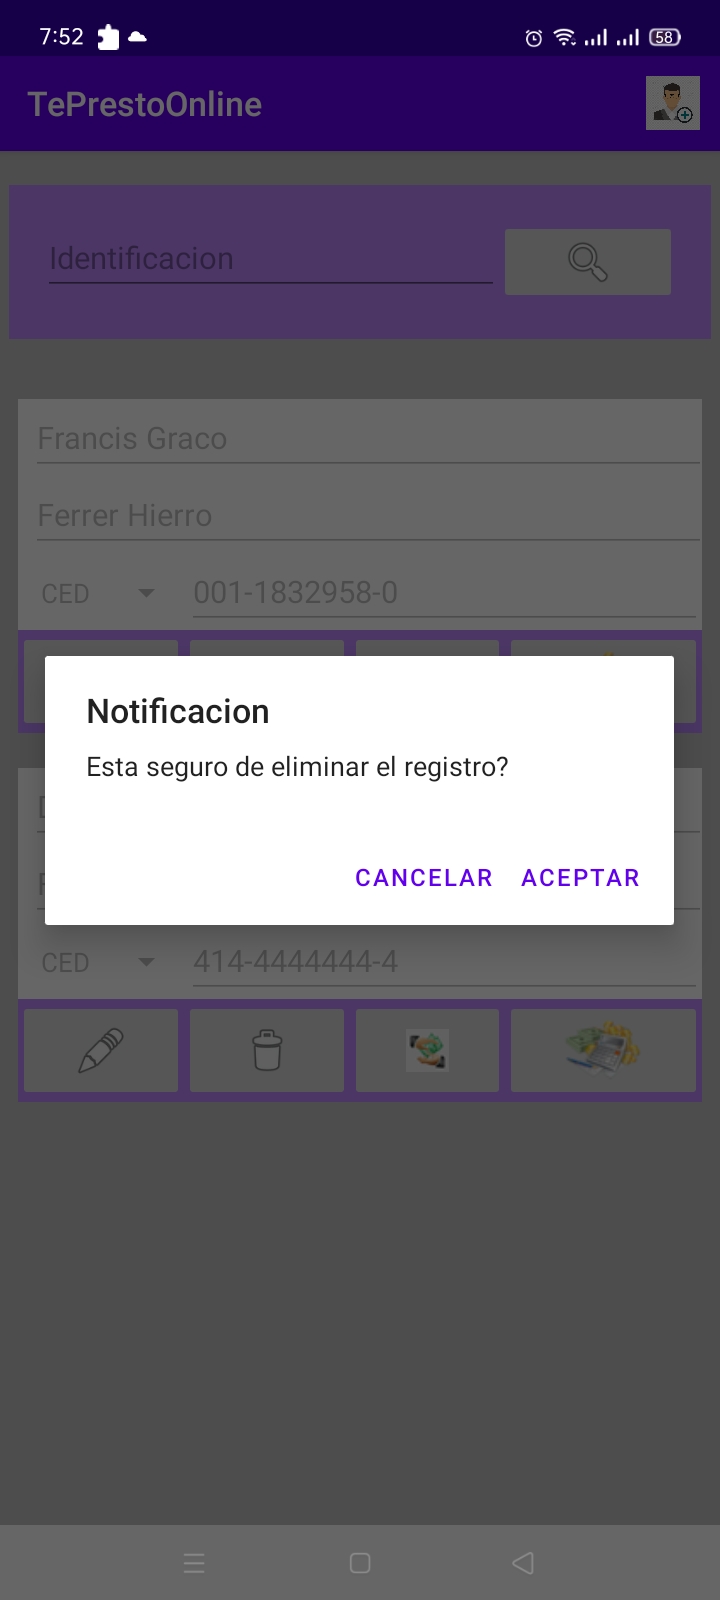 7:52
58
TePrestoOnline
Identificacion
Francis Graco
Ferrer Hierro
CED 001-1832958-0
Notificacion
Esta seguro de eliminar el registro?
CANCELAR ACEPTAR
CED 414-4444444-4